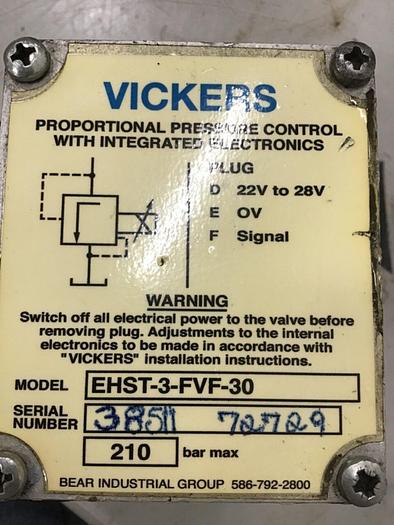 VICKERS
PROPORTIONAL PRESSURE CONTROL
WITH INTEGRATED ELECTRONICS
PLUG
D 22V to 28V
E OV
F Signal
WARNING
Switch off all electrical power to the valve before
removing plug. Adjustments to the internal
electronics to be made in accordance with
"VICKERS" installation instructions.
MODEL EHST-3-FVF-30
SERIAL
NUMBER 38511 72729
210 bar max
BEAR INDUSTRIAL GROUP 586-792-2800